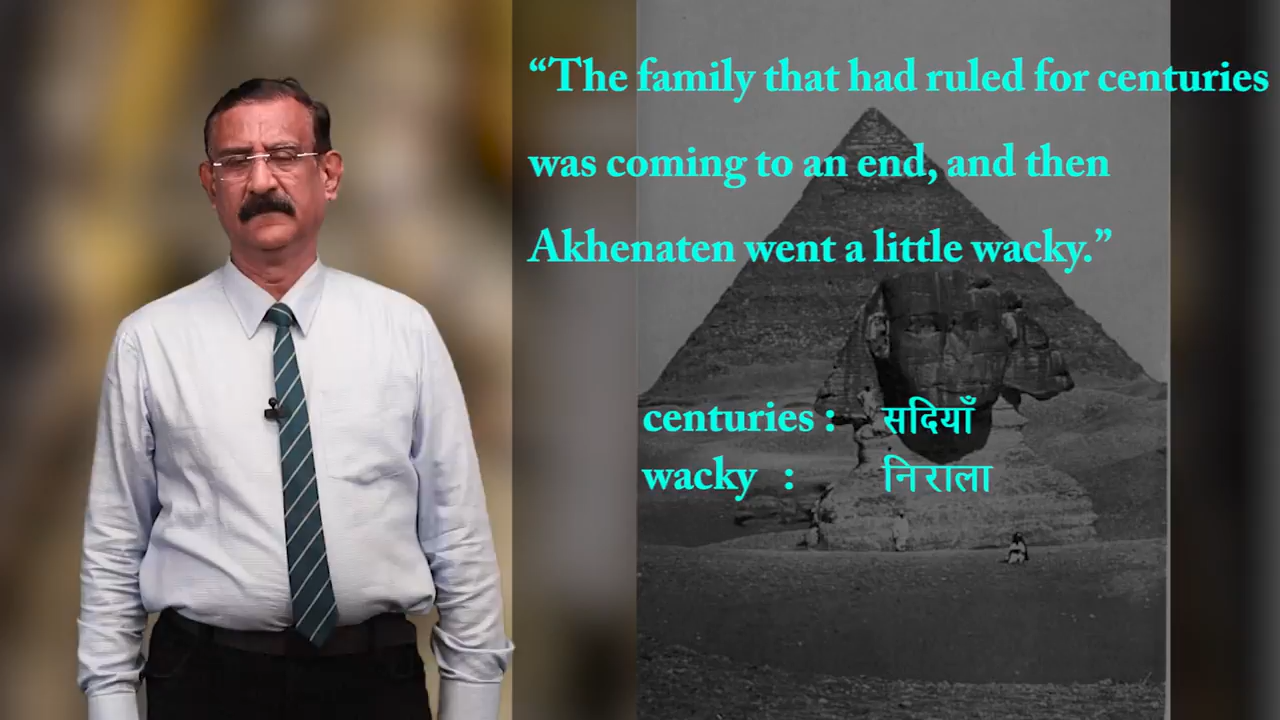 “The family that had ruled for centuries
was coming to an end, and then
Akhenaten went a little wacky.”
centuries : सदियाँ
wacky : निराला